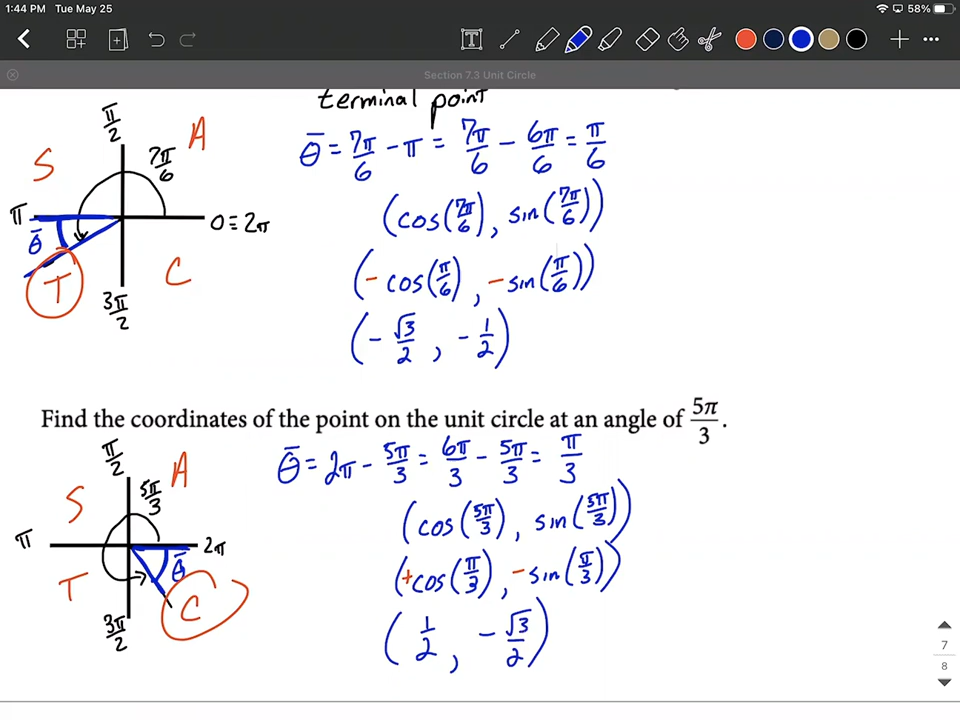 1:44 PM Tue May 25
58%
Section 7.3 Unit Circle
terminal point
π/2
S
A
7π/6
π
0 = 2π
θ̄
T
C
3π/2
θ̄ = 7π/6 - π = 7π/6 - 6π/6 = π/6
(cos(7π/6), sin(7π/6))
(-cos(π/6), -sin(π/6))
(-√3/2, -1/2)
Find the coordinates of the point on the unit circle at an angle of 5π/3.
π/2
S
A
5π/3
π
2π
θ̄
T
C
3π/2
θ̄ = 2π - 5π/3 = 6π/3 - 5π/3 = π/3
(cos(5π/3), sin(5π/3))
(+cos(π/3), -sin(π/3))
(1/2, -√3/2)
7
8